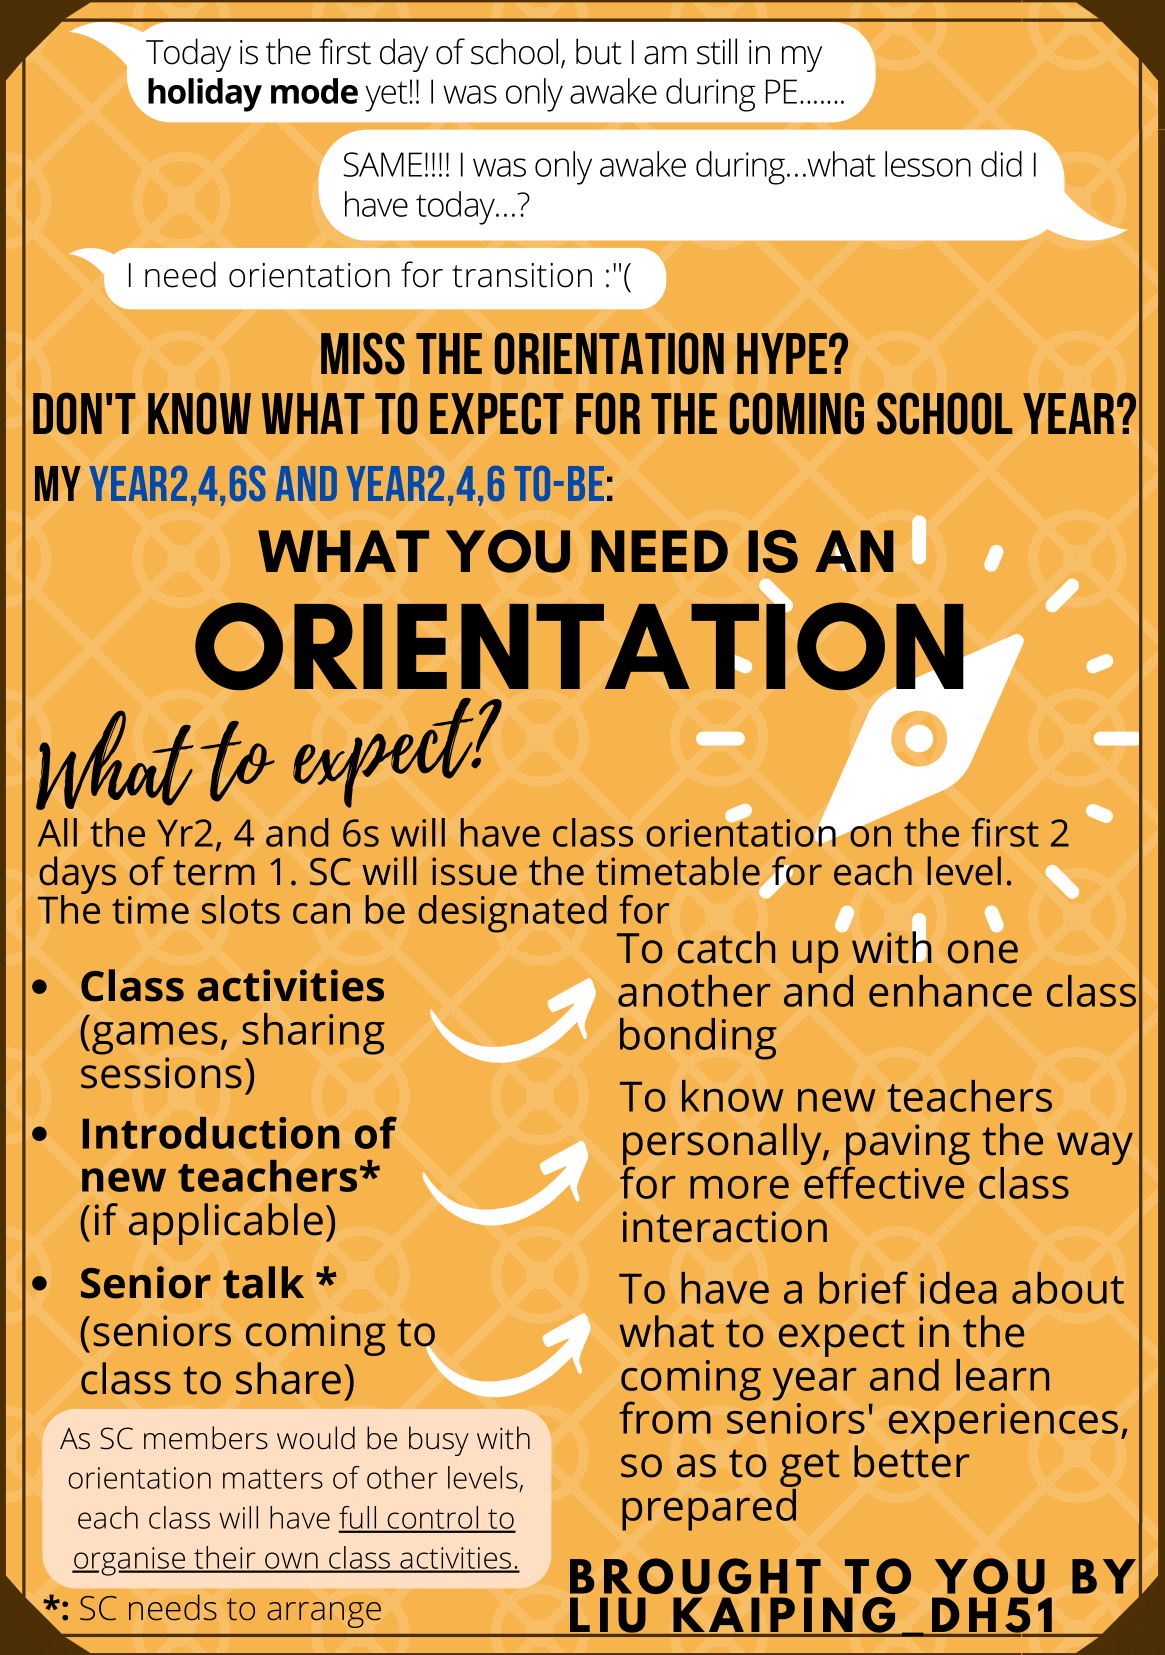 Today is the first day of school, but I am still in my
holiday mode yet!! I was only awake during PE.......
SAME!!!! I was only awake during...what lesson did I
have today...?
I need orientation for transition :"(
MISS THE ORIENTATION HYPE?
DON'T KNOW WHAT TO EXPECT FOR THE COMING SCHOOL YEAR?
MY YEAR2,4,6S AND YEAR2,4,6 TO-BE:
WHAT YOU NEED IS AN
ORIENTATION
What to expect?
All the Yr2, 4 and 6s will have class orientation on the first 2
days of term 1. SC will issue the timetable for each level.
The time slots can be designated for
• Class activities
(games, sharing
sessions)
To catch up with one
another and enhance class
bonding
• Introduction of
new teachers*
(if applicable)
To know new teachers
personally, paving the way
for more effective class
interaction
• Senior talk *
(seniors coming to
class to share)
To have a brief idea about
what to expect in the
coming year and learn
from seniors' experiences,
so as to get better
prepared
As SC members would be busy with
orientation matters of other levels,
each class will have full control to
organise their own class activities.
*: SC needs to arrange
BROUGHT TO YOU BY
LIU KAIPING_DH51